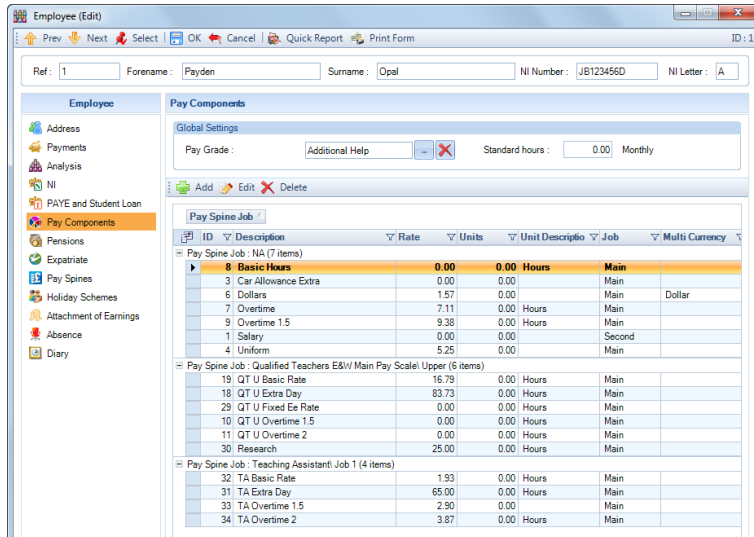 Employee (Edit)
Prev Next Select OK Cancel Quick Report Print Form ID : 1
Ref : 1 Forename : Payden Surname : Opal NI Number : JB123456D NI Letter : A
Employee
Address
Payments
Analysis
NI
PAYE and Student Loan
Pay Components
Pensions
Expatriate
Pay Spines
Holiday Schemes
Attachment of Earnings
Absence
Diary
Pay Components
Global Settings
Pay Grade : Additional Help ... Standard hours : 0.00 Monthly
Add Edit Delete
Pay Spine Job
ID Description Rate Units Unit Descriptio Job Multi Currency
Pay Spine Job : NA (7 items)
8 Basic Hours 0.00 0.00 Hours Main
3 Car Allowance Extra 0.00 0.00 Main
6 Dollars 1.57 0.00 Main Dollar
7 Overtime 7.11 0.00 Hours Main
9 Overtime 1.5 9.38 0.00 Hours Main
1 Salary 0.00 0.00 Second
4 Uniform 5.25 0.00 Main
Pay Spine Job : Qualified Teachers E&W Main Pay Scale\ Upper (6 items)
19 QT U Basic Rate 16.79 0.00 Hours Main
18 QT U Extra Day 83.73 0.00 Hours Main
29 QT U Fixed Ee Rate 0.00 0.00 Hours Main
10 QT U Overtime 1.5 0.00 0.00 Hours Main
11 QT U Overtime 2 0.00 0.00 Hours Main
30 Research 25.00 0.00 Hours Main
Pay Spine Job : Teaching Assistant\ Job 1 (4 items)
32 TA Basic Rate 1.93 0.00 Hours Main
31 TA Extra Day 65.00 0.00 Hours Main
33 TA Overtime 1.5 2.90 0.00 Main
34 TA Overtime 2 3.87 0.00 Hours Main